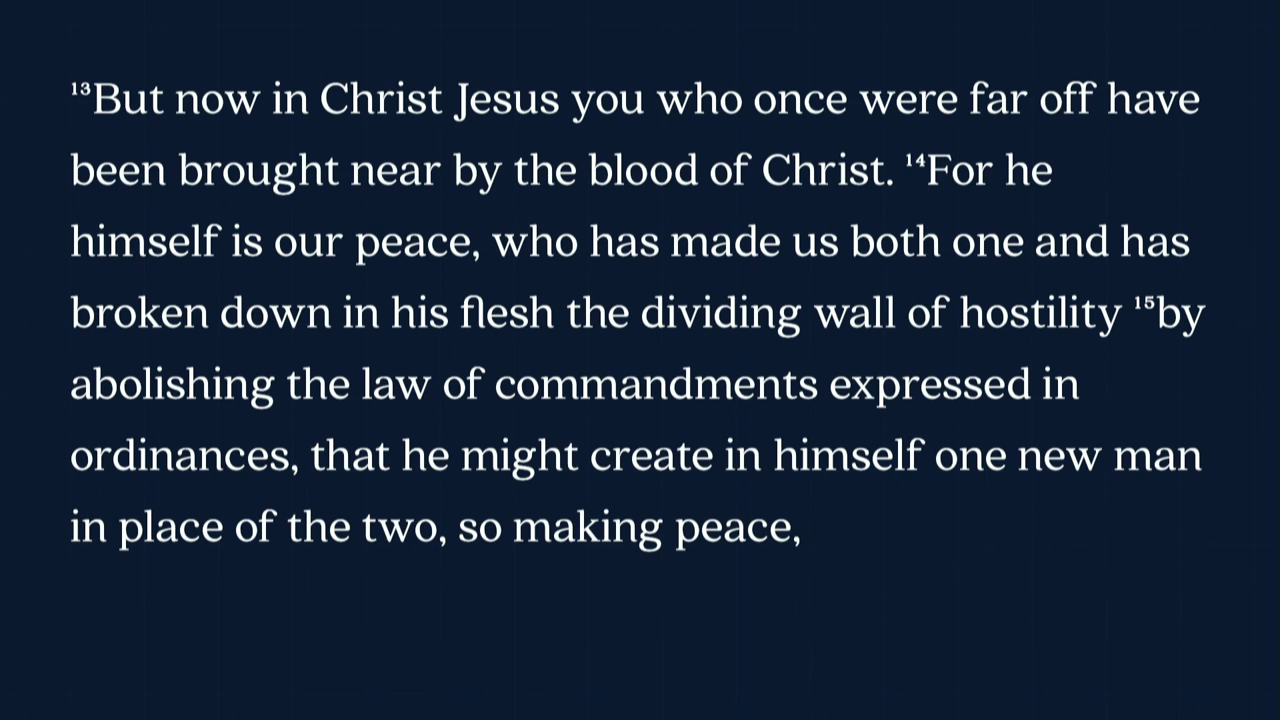 ¹³But now in Christ Jesus you who once were far off have
been brought near by the blood of Christ. ¹⁴For he
himself is our peace, who has made us both one and has
broken down in his flesh the dividing wall of hostility ¹⁵by
abolishing the law of commandments expressed in
ordinances, that he might create in himself one new man
in place of the two, so making peace,